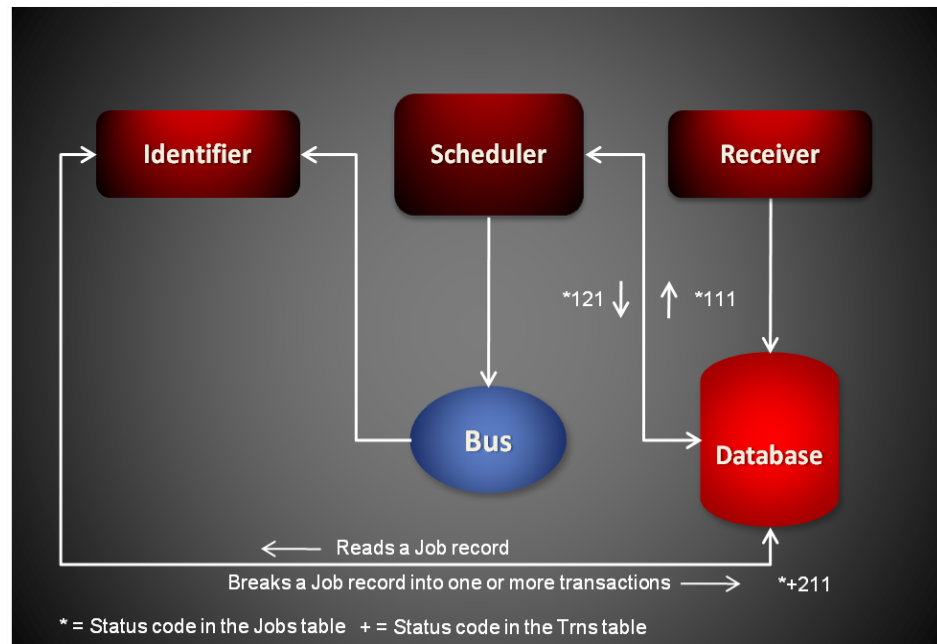 Identifier
Scheduler
Receiver
*121
*111
Bus
Database
Reads a Job record
Breaks a Job record into one or more transactions
*+211
* = Status code in the Jobs table + = Status code in the Trns table